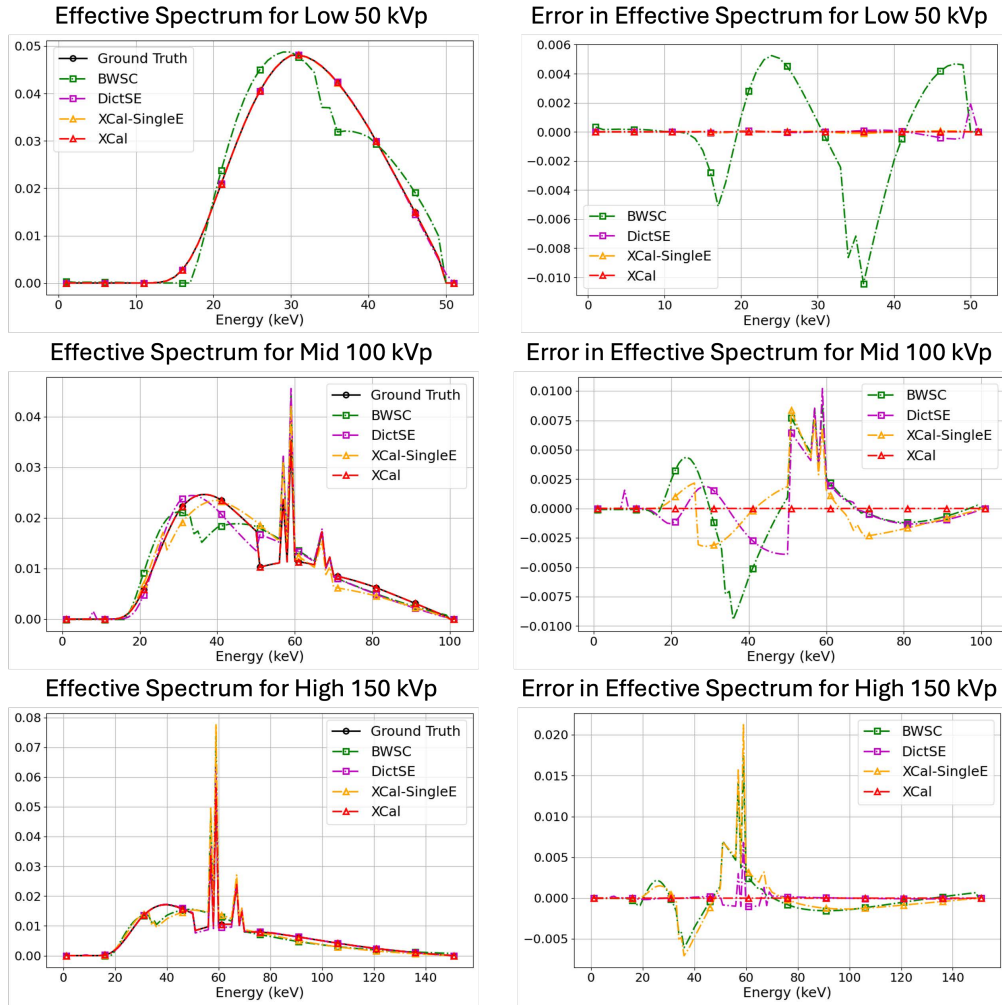 Effective Spectrum for Low 50 kVp
0.05
0.04
0.03
0.02
0.01
0.00
Ground Truth
BWSC
DictSE
XCal-SingleE
XCal
0 10 20 30 40 50
Energy (keV)
Error in Effective Spectrum for Low 50 kVp
0.006
0.004
0.002
0.000
−0.002
−0.004
−0.006
−0.008
−0.010
BWSC
DictSE
XCal-SingleE
XCal
0 10 20 30 40 50
Energy (keV)
Effective Spectrum for Mid 100 kVp
0.04
0.03
0.02
0.01
0.00
Ground Truth
BWSC
DictSE
XCal-SingleE
XCal
0 20 40 60 80 100
Energy (keV)
Error in Effective Spectrum for Mid 100 kVp
0.0100
0.0075
0.0050
0.0025
0.0000
−0.0025
−0.0050
−0.0075
−0.0100
BWSC
DictSE
XCal-SingleE
XCal
0 20 40 60 80 100
Energy (keV)
Effective Spectrum for High 150 kVp
0.08
0.07
0.06
0.05
0.04
0.03
0.02
0.01
0.00
Ground Truth
BWSC
DictSE
XCal-SingleE
XCal
0 20 40 60 80 100 120 140
Energy (keV)
Error in Effective Spectrum for High 150 kVp
0.020
0.015
0.010
0.005
0.000
−0.005
BWSC
DictSE
XCal-SingleE
XCal
0 20 40 60 80 100 120 140
Energy (keV)